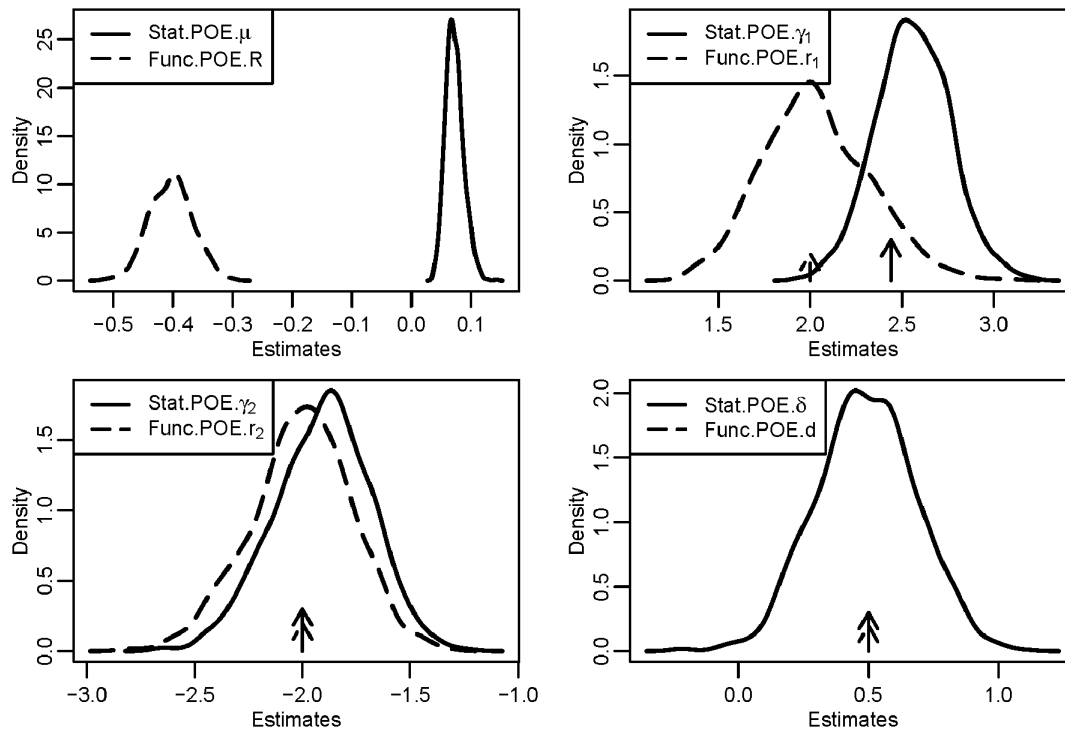 Stat.POE.μ
Func.POE.R
Density
0 5 10 15 20 25
−0.5 −0.4 −0.3 −0.2 −0.1 0.0 0.1
Estimates
Stat.POE.γ₁
Func.POE.r₁
Density
0.0 0.5 1.0 1.5
1.5 2.0 2.5 3.0
Estimates
Stat.POE.γ₂
Func.POE.r₂
Density
0.0 0.5 1.0 1.5
−3.0 −2.5 −2.0 −1.5 −1.0
Estimates
Stat.POE.δ
Func.POE.d
Density
0.0 0.5 1.0 1.5 2.0
0.0 0.5 1.0
Estimates